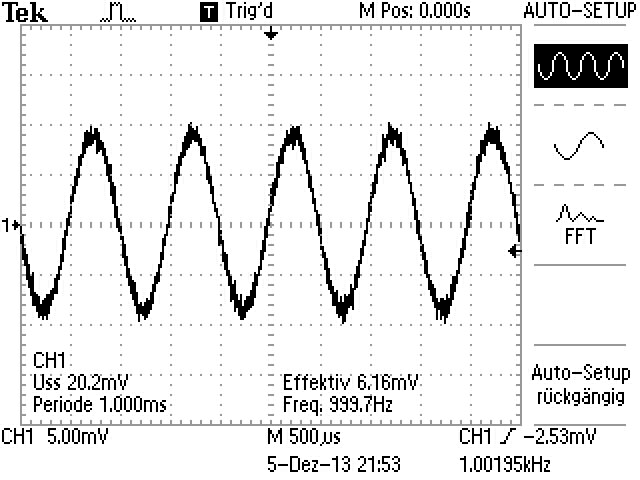 Tek T Trig'd M Pos: 0.000s AUTO-SETUP
1
FFT
CH1
Uss 20.2mV Effektiv 6.16mV
Periode 1.000ms Freq. 999.7Hz
Auto-Setup
rückgängig
CH1 5.00mV M 500µs CH1 -2.53mV
5-Dez-13 21:53 1.00195kHz